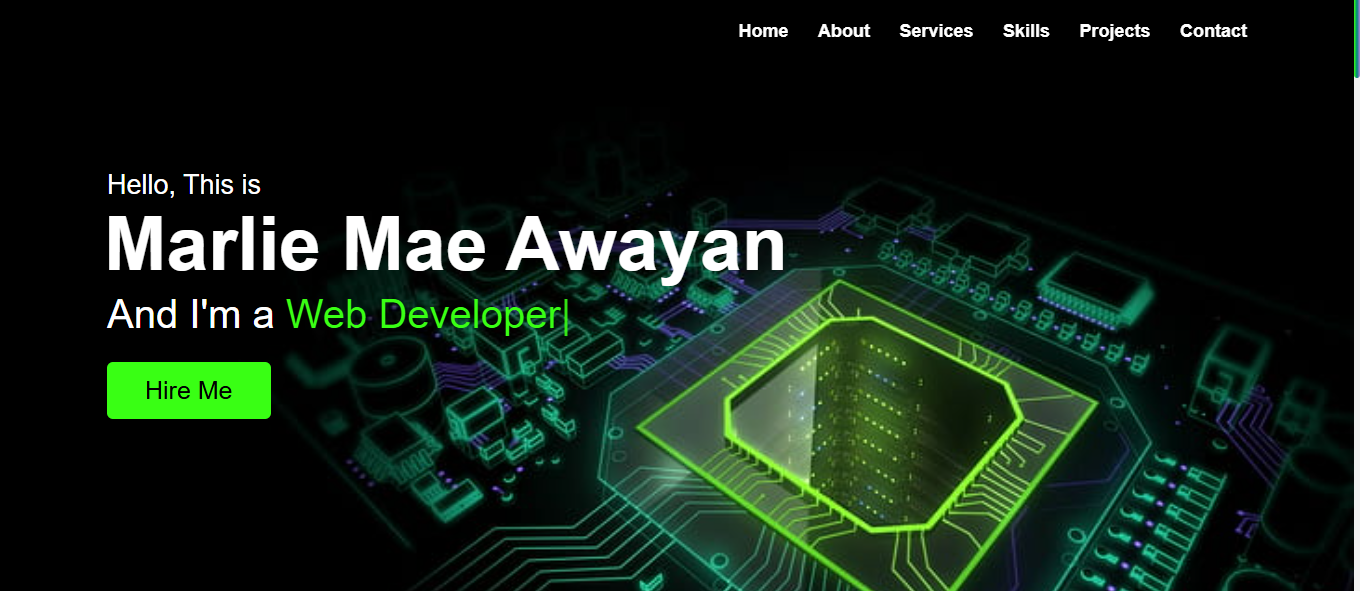 Home About Services Skills Projects Contact
Hello, This is
Marlie Mae Awayan
And I'm a Web Developer|
Hire Me